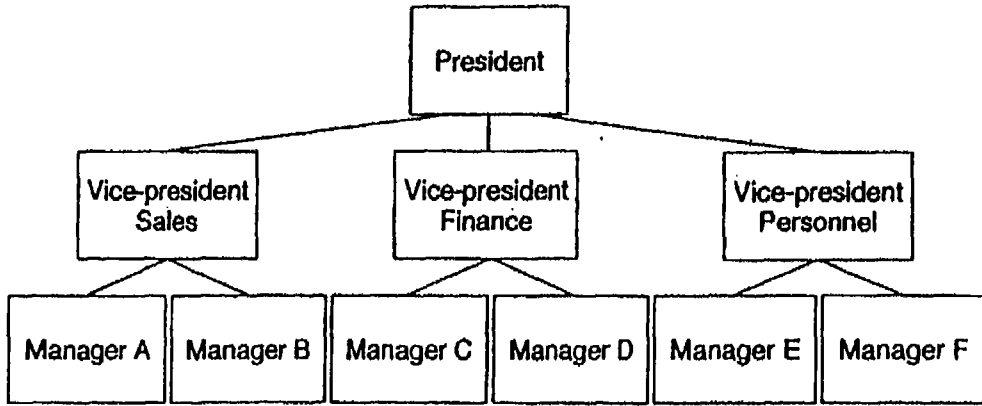 President
Vice-president
Sales
Vice-president
Finance
Vice-president
Personnel
Manager A
Manager B
Manager C
Manager D
Manager E
Manager F